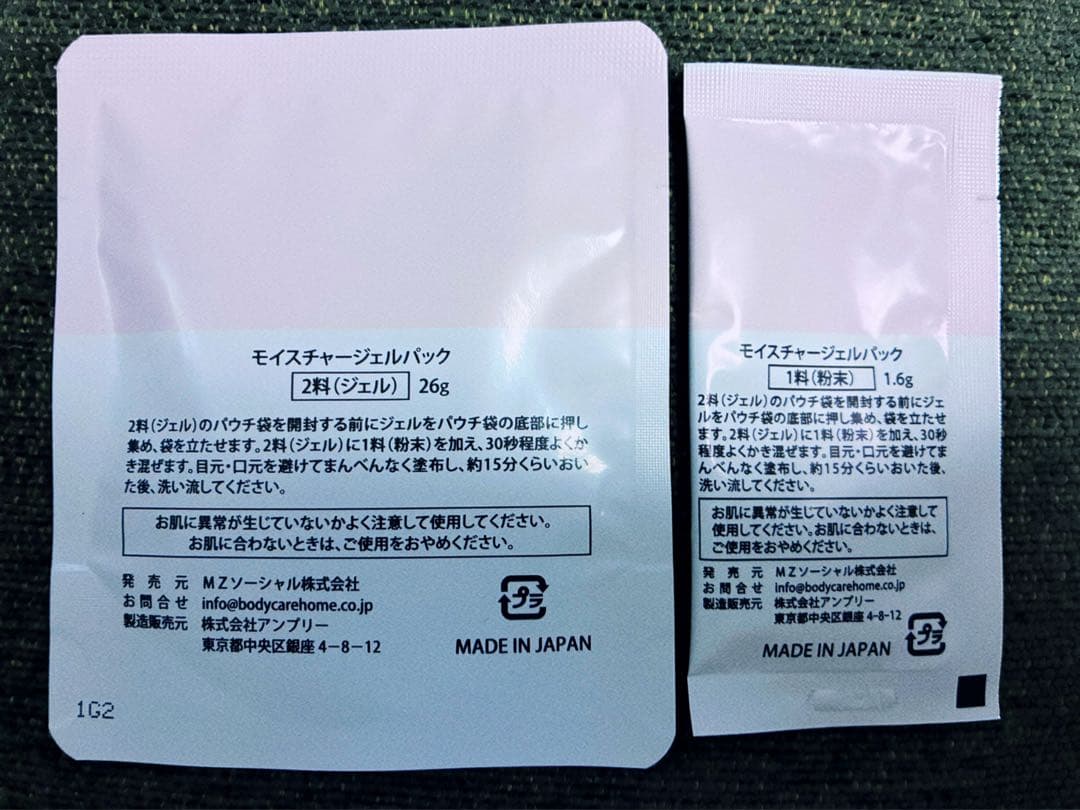 モイスチャージェルパック
2料（ジェル） 26g
2料（ジェル）のパウチ袋を開封する前にジェルをパウチ袋の底部に押し
集め、袋を立たせます。2料（ジェル）に1料（粉末）を加え、30秒程度よくか
き混ぜます。目元・口元を避けてまんべんなく塗布し、約15分くらいおい
た後、洗い流してください。
お肌に異常が生じていないかよく注意して使用してください。
お肌に合わないときは、ご使用をおやめください。
発売元 MZソーシャル株式会社
お問合せ info@bodycarehome.co.jp
製造販売元 株式会社アンプリー
東京都中央区銀座4-8-12
プラ
MADE IN JAPAN
1G2
モイスチャージェルパック
1料（粉末） 1.6g
2料（ジェル）のパウチ袋を開封する前にジェ
ルをパウチ袋の底部に押し集め、袋を立たせ
ます。2料（ジェル）に1料（粉末）を加え、30秒
程度よくかき混ぜます。目元・口元を避けてま
んべんなく塗布し、約15分くらいおいた後、
洗い流してください。
お肌に異常が生じていないかよく注意して
使用してください。お肌に合わないときは、
ご使用をおやめください。
発売元 MZソーシャル株式会社
お問合せ info@bodycarehome.co.jp
製造販売元 株式会社アンプリー
東京都中央区銀座4-8-12
MADE IN JAPAN
プラ